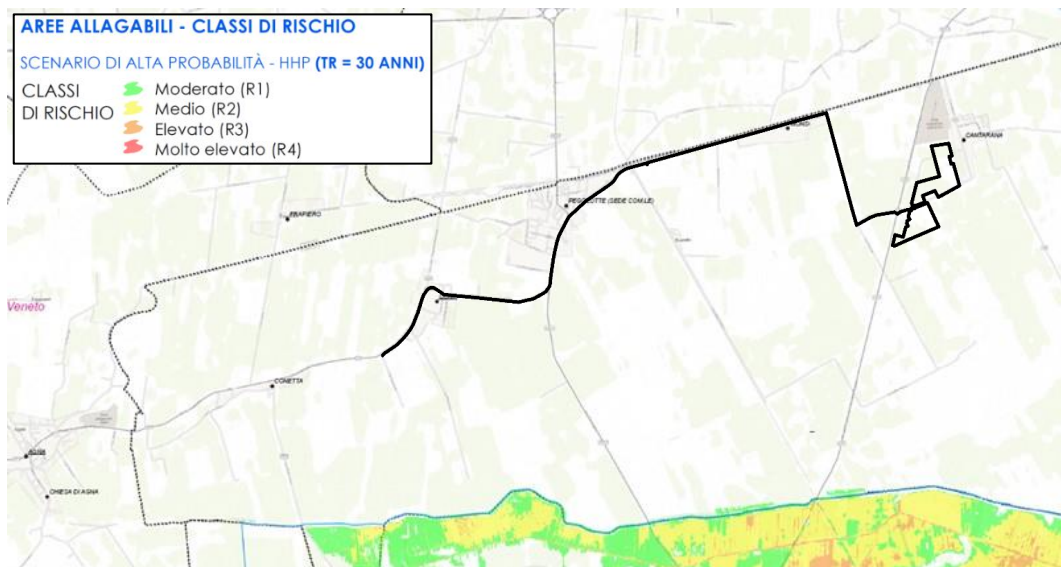 AREE ALLAGABILI - CLASSI DI RISCHIO
SCENARIO DI ALTA PROBABILITÀ - HHP (TR = 30 ANNI)
CLASSI
DI RISCHIO
Moderato (R1)
Medio (R2)
Elevato (R3)
Molto elevato (R4)
CANTARANA
PEGOLOTTE (SEDE COM.LE)
Veneto
CONETTA
AGNA
CHIESA DI AGNA